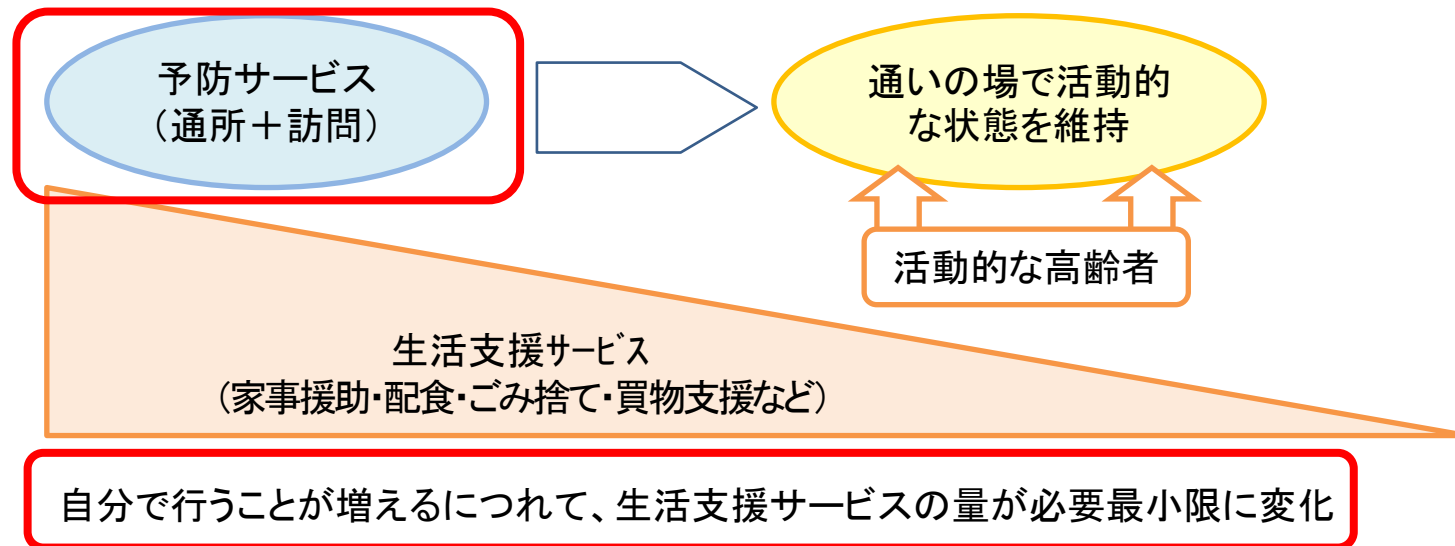 予防サービス
（通所＋訪問）
通いの場で活動的
な状態を維持
活動的な高齢者
生活支援ｻｰﾋﾞｽ
（家事援助・配食・ごみ捨て・買物支援など）
自分で行うことが増えるにつれて、生活支援サービスの量が必要最小限に変化